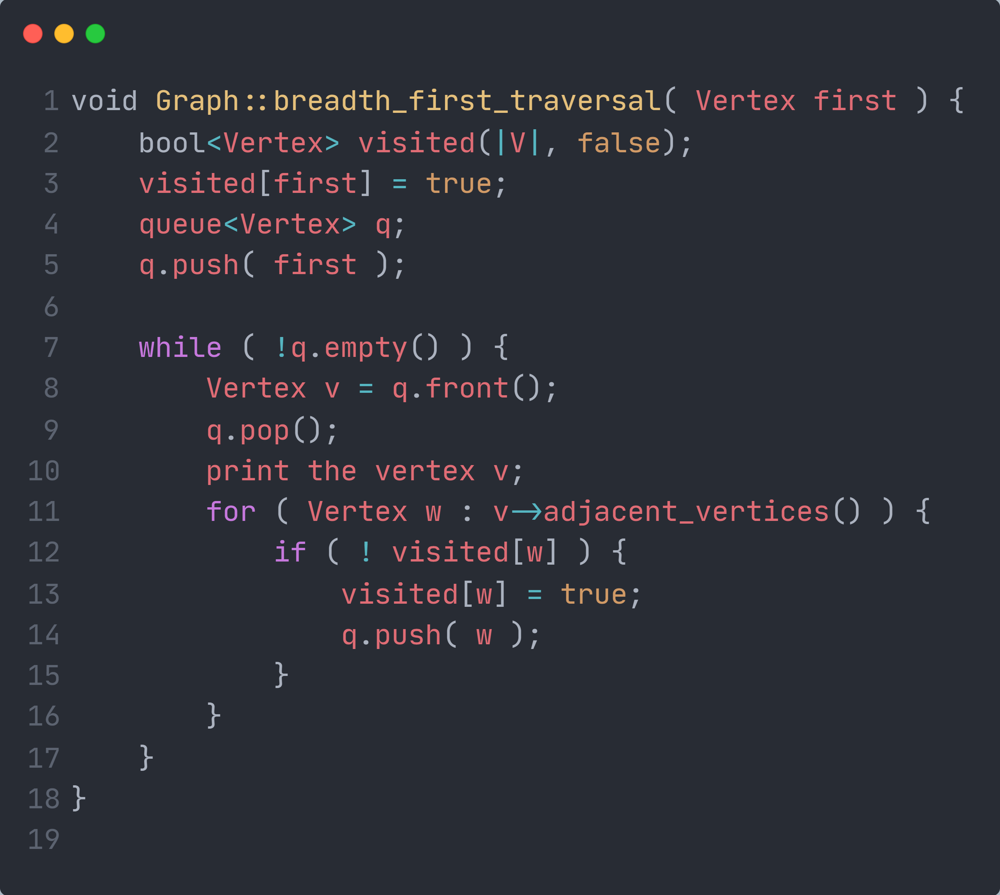 1 void Graph::breadth_first_traversal( Vertex first ) {
2     bool<Vertex> visited(|V|, false);
3     visited[first] = true;
4     queue<Vertex> q;
5     q.push( first );
6
7     while ( !q.empty() ) {
8         Vertex v = q.front();
9         q.pop();
10         print the vertex v;
11         for ( Vertex w : v->adjacent_vertices() ) {
12             if ( ! visited[w] ) {
13                 visited[w] = true;
14                 q.push( w );
15             }
16         }
17     }
18 }
19